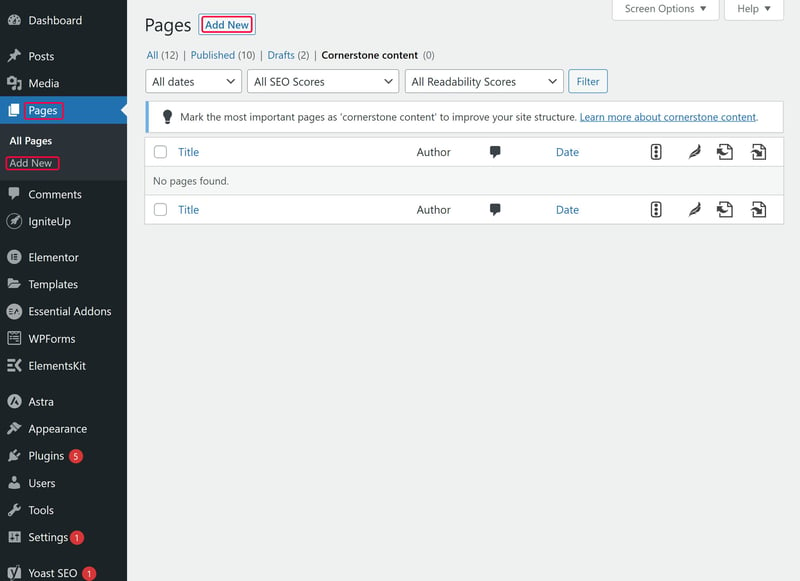 Dashboard
Posts
Media
Pages
All Pages
Add New
Comments
IgniteUp
Elementor
Templates
Essential Addons
WPForms
ElementsKit
Astra
Appearance
Plugins 5
Users
Tools
Settings 1
Yoast SEO 1
Screen Options ▼ Help ▼
Pages Add New
All (12) | Published (10) | Drafts (2) | Cornerstone content (0)
All dates All SEO Scores All Readability Scores Filter
Mark the most important pages as 'cornerstone content' to improve your site structure. Learn more about cornerstone content.
Title Author Date
No pages found.
Title Author Date